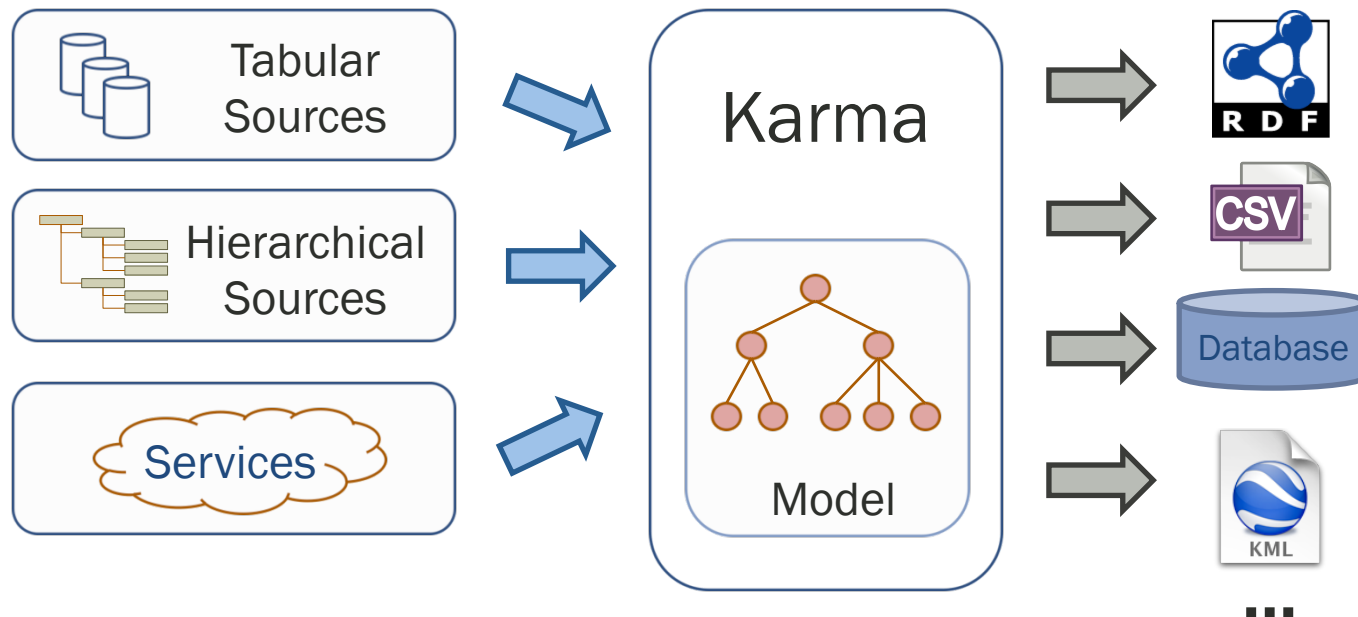 Tabular
Sources
Hierarchical
Sources
Services
Karma
Model
RDF
CSV
Database
KML
...